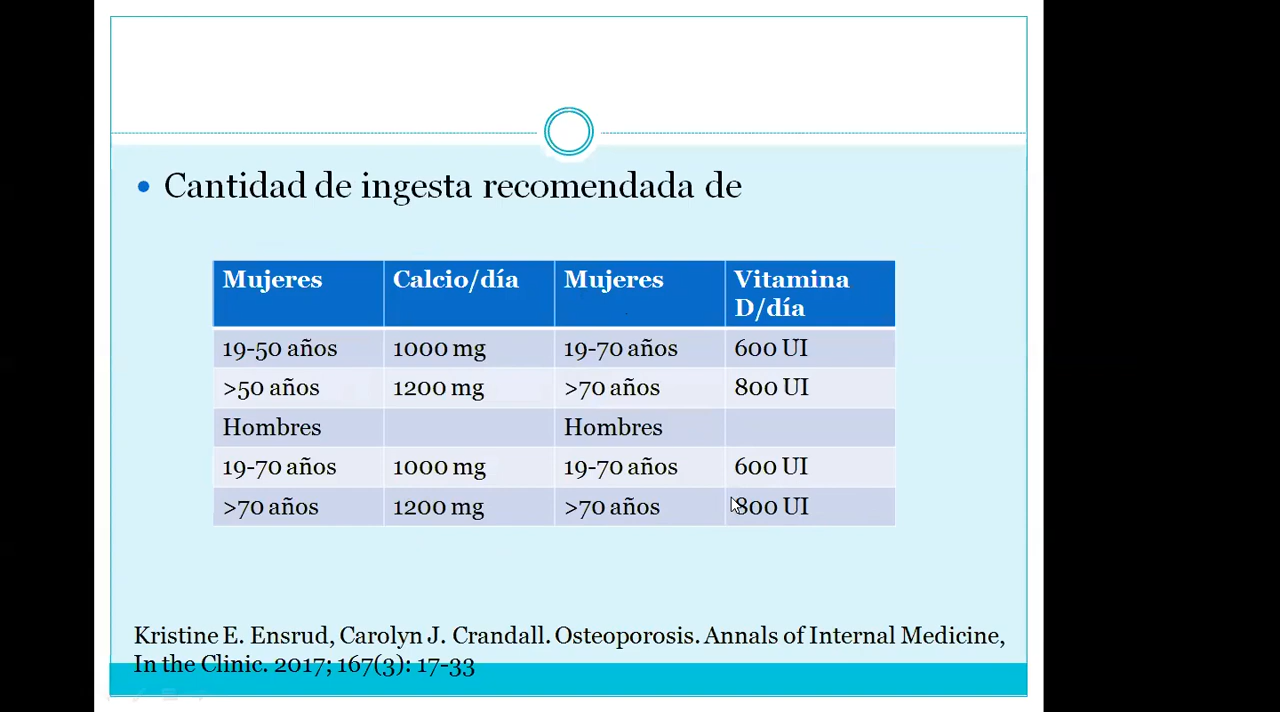 Cantidad de ingesta recomendada de
Mujeres Calcio/día Mujeres Vitamina D/día
19-50 años 1000 mg 19-70 años 600 UI
>50 años 1200 mg >70 años 800 UI
Hombres Hombres
19-70 años 1000 mg 19-70 años 600 UI
>70 años 1200 mg >70 años 800 UI
Kristine E. Ensrud, Carolyn J. Crandall. Osteoporosis. Annals of Internal Medicine,
In the Clinic. 2017; 167(3): 17-33